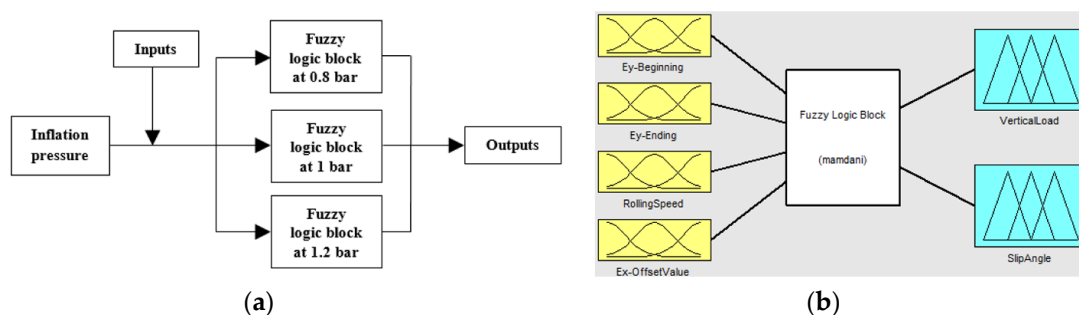 Inputs
Inflation
pressure
Fuzzy
logic block
at 0.8 bar
Fuzzy
logic block
at 1 bar
Fuzzy
logic block
at 1.2 bar
Outputs
(a)
Ey-Beginning
Ey-Ending
RollingSpeed
Ex-OffsetValue
Fuzzy Logic Block
(mamdani)
VerticalLoad
SlipAngle
(b)